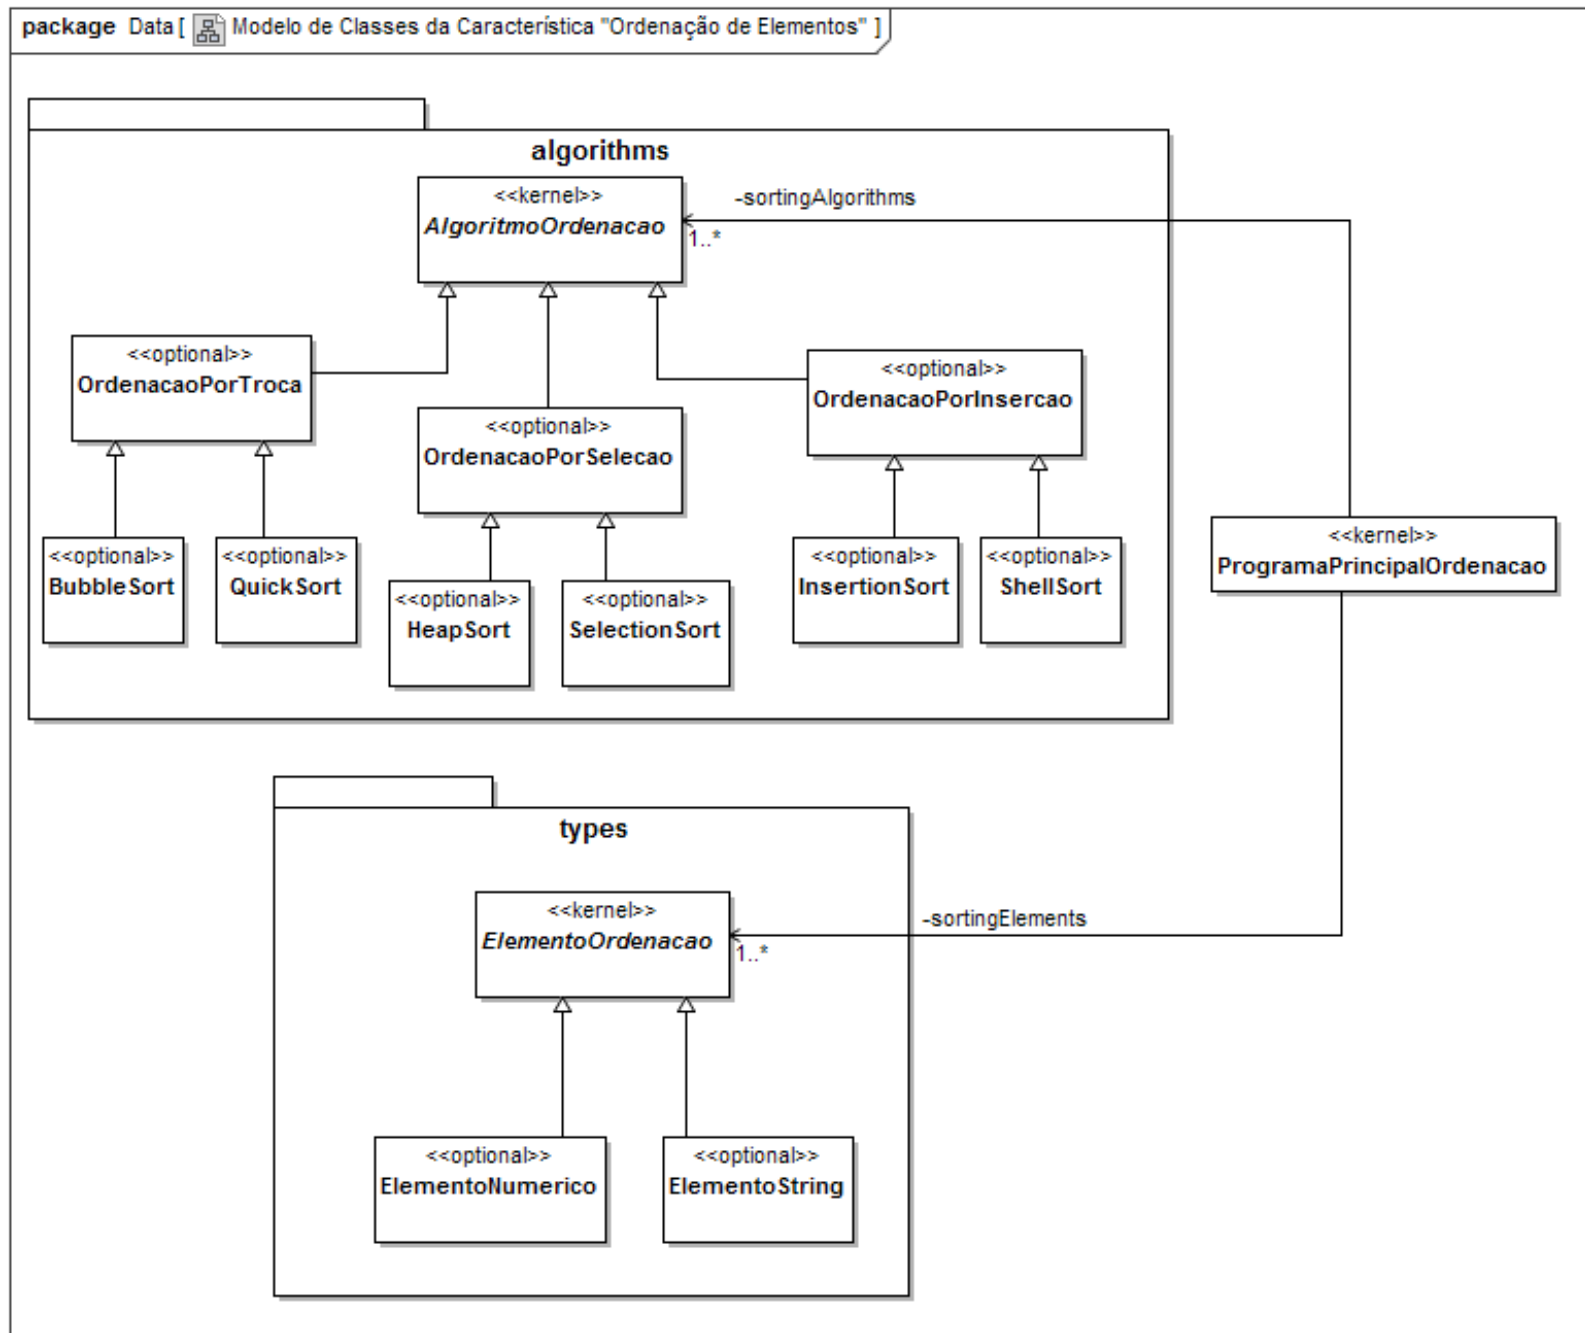 package Data [ Modelo de Classes da Característica "Ordenação de Elementos" ]
algorithms
<<kernel>>
AlgoritmoOrdenacao
-sortingAlgorithms
1..*
<<optional>>
OrdenacaoPorTroca
<<optional>>
OrdenacaoPorSelecao
<<optional>>
OrdenacaoPorInsercao
<<optional>>
BubbleSort
<<optional>>
QuickSort
<<optional>>
HeapSort
<<optional>>
SelectionSort
<<optional>>
InsertionSort
<<optional>>
ShellSort
<<kernel>>
ProgramaPrincipalOrdenacao
types
<<kernel>>
ElementoOrdenacao
-sortingElements
1..*
<<optional>>
ElementoNumerico
<<optional>>
ElementoString